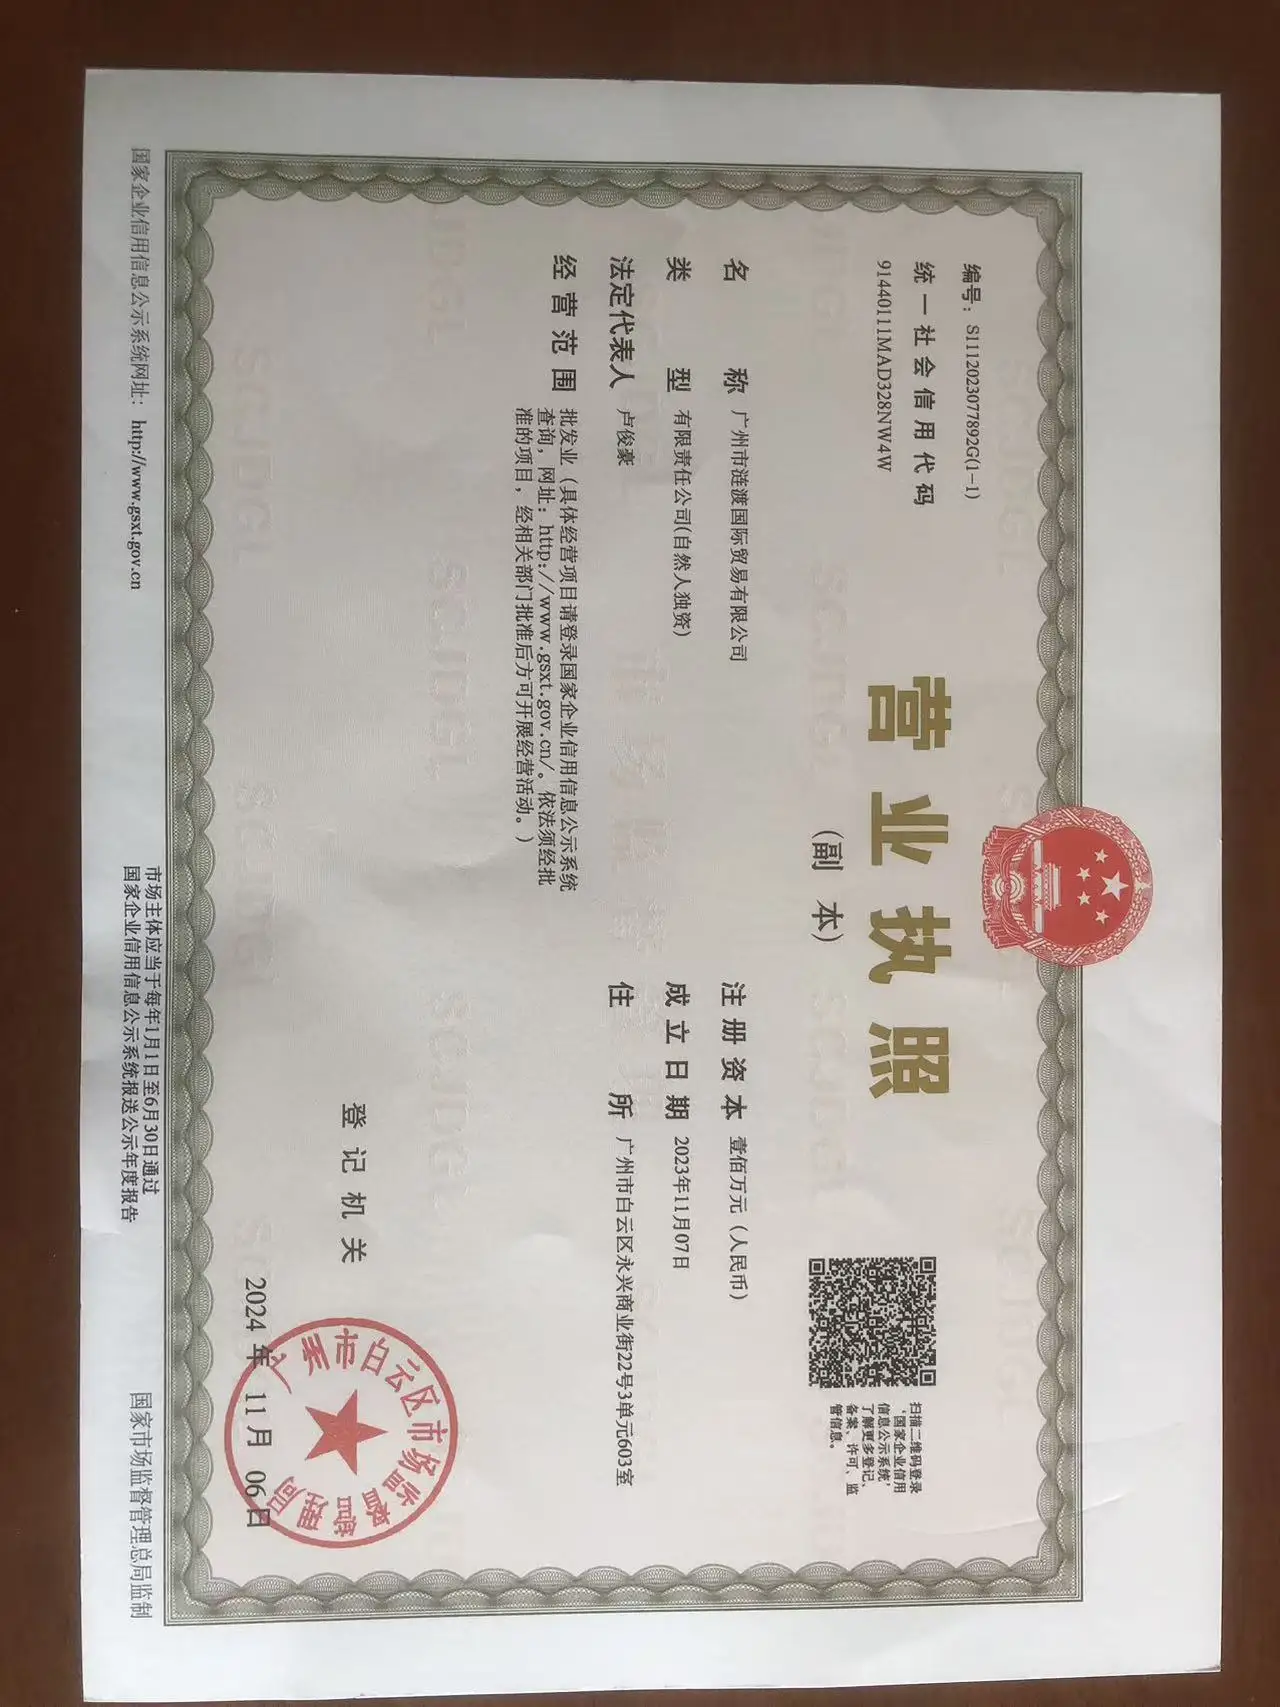 编号：S1112023077892G(1-1)
统一社会信用代码
91440111MAD328NW4W
营业执照
（副本）
扫描二维码登录
‘国家企业信用
信息公示系统’
了解更多登记、
备案、许可、监
管信息。
名称 广州市涟渡国际贸易有限公司
类型 有限责任公司(自然人独资)
法定代表人 卢俊豪
经营范围 批发业（具体经营项目请登录国家企业信用信息公示系统
查询，网址：http://www.gsxt.gov.cn/。依法须经批
准的项目，经相关部门批准后方可开展经营活动。）
注册资本 壹佰万元（人民币）
成立日期 2023年11月07日
住所 广州市白云区永兴商业街22号3单元603室
登记机关
广州市白云区市场监督管理局
2024年11月06日
国家企业信用信息公示系统网址：http://www.gsxt.gov.cn
市场主体应当于每年1月1日至6月30日通过
国家企业信用信息公示系统报送公示年度报告
国家市场监督管理总局监制